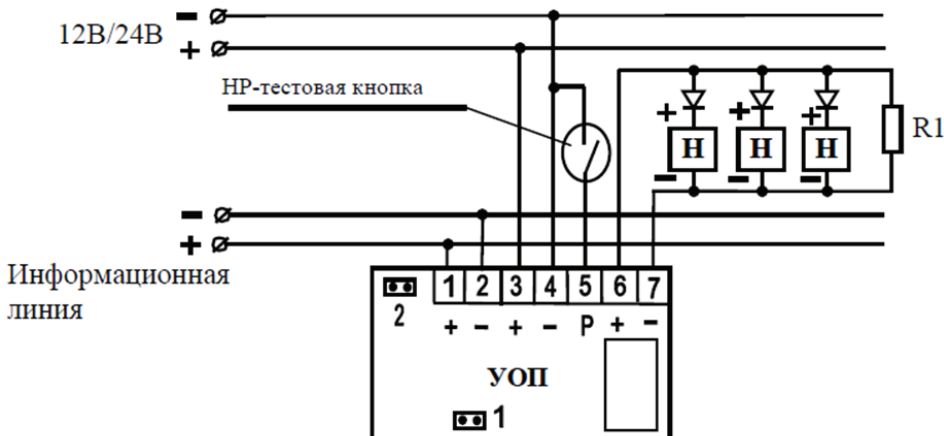 12В/24В
−
+
НР-тестовая кнопка
+
+
+
Н
Н
Н
R1
−
−
−
−
+
Информационная
линия
1 2 3 4 5 6 7
2
+ − + − Р + −
УОП
1